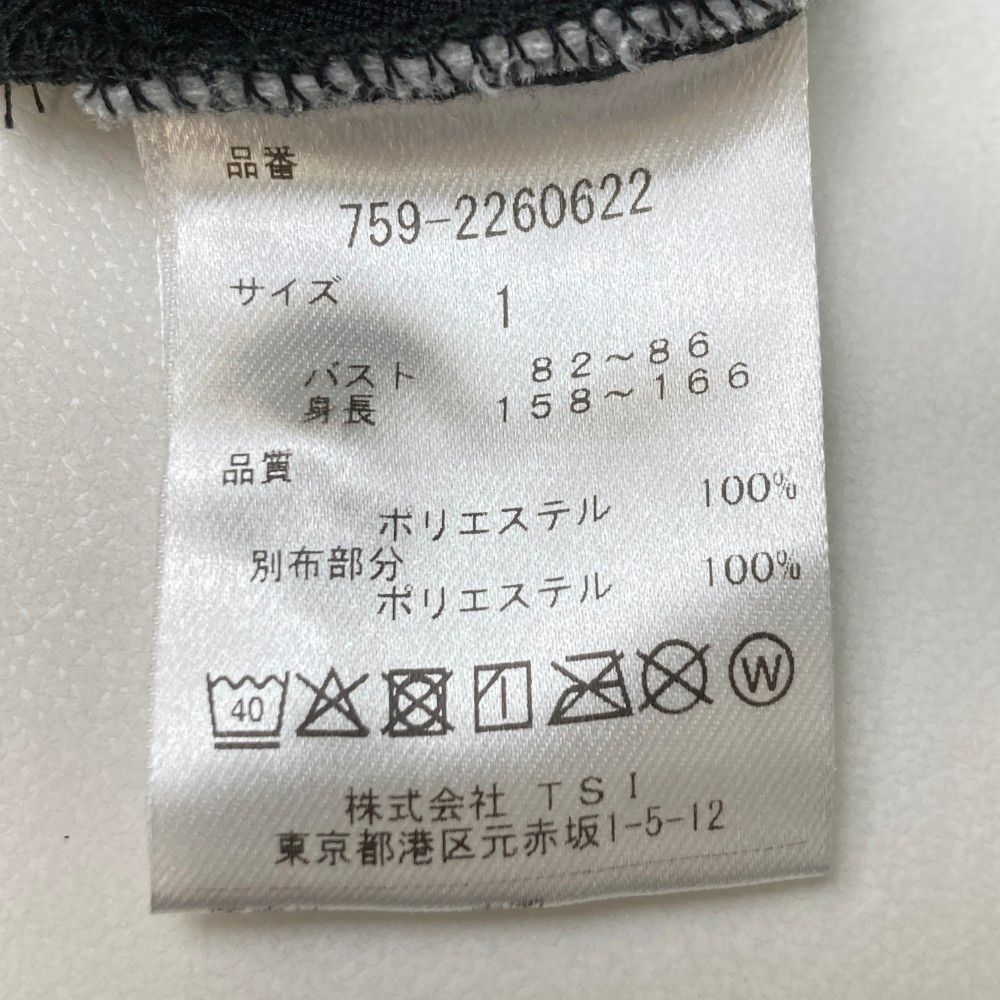 品番
759-2260622
サイズ 1
バスト 82～86
身長 158～166
品質
ポリエステル 100%
別布部分
ポリエステル 100%
40 W
株式会社 TSI
東京都港区元赤坂1-5-12